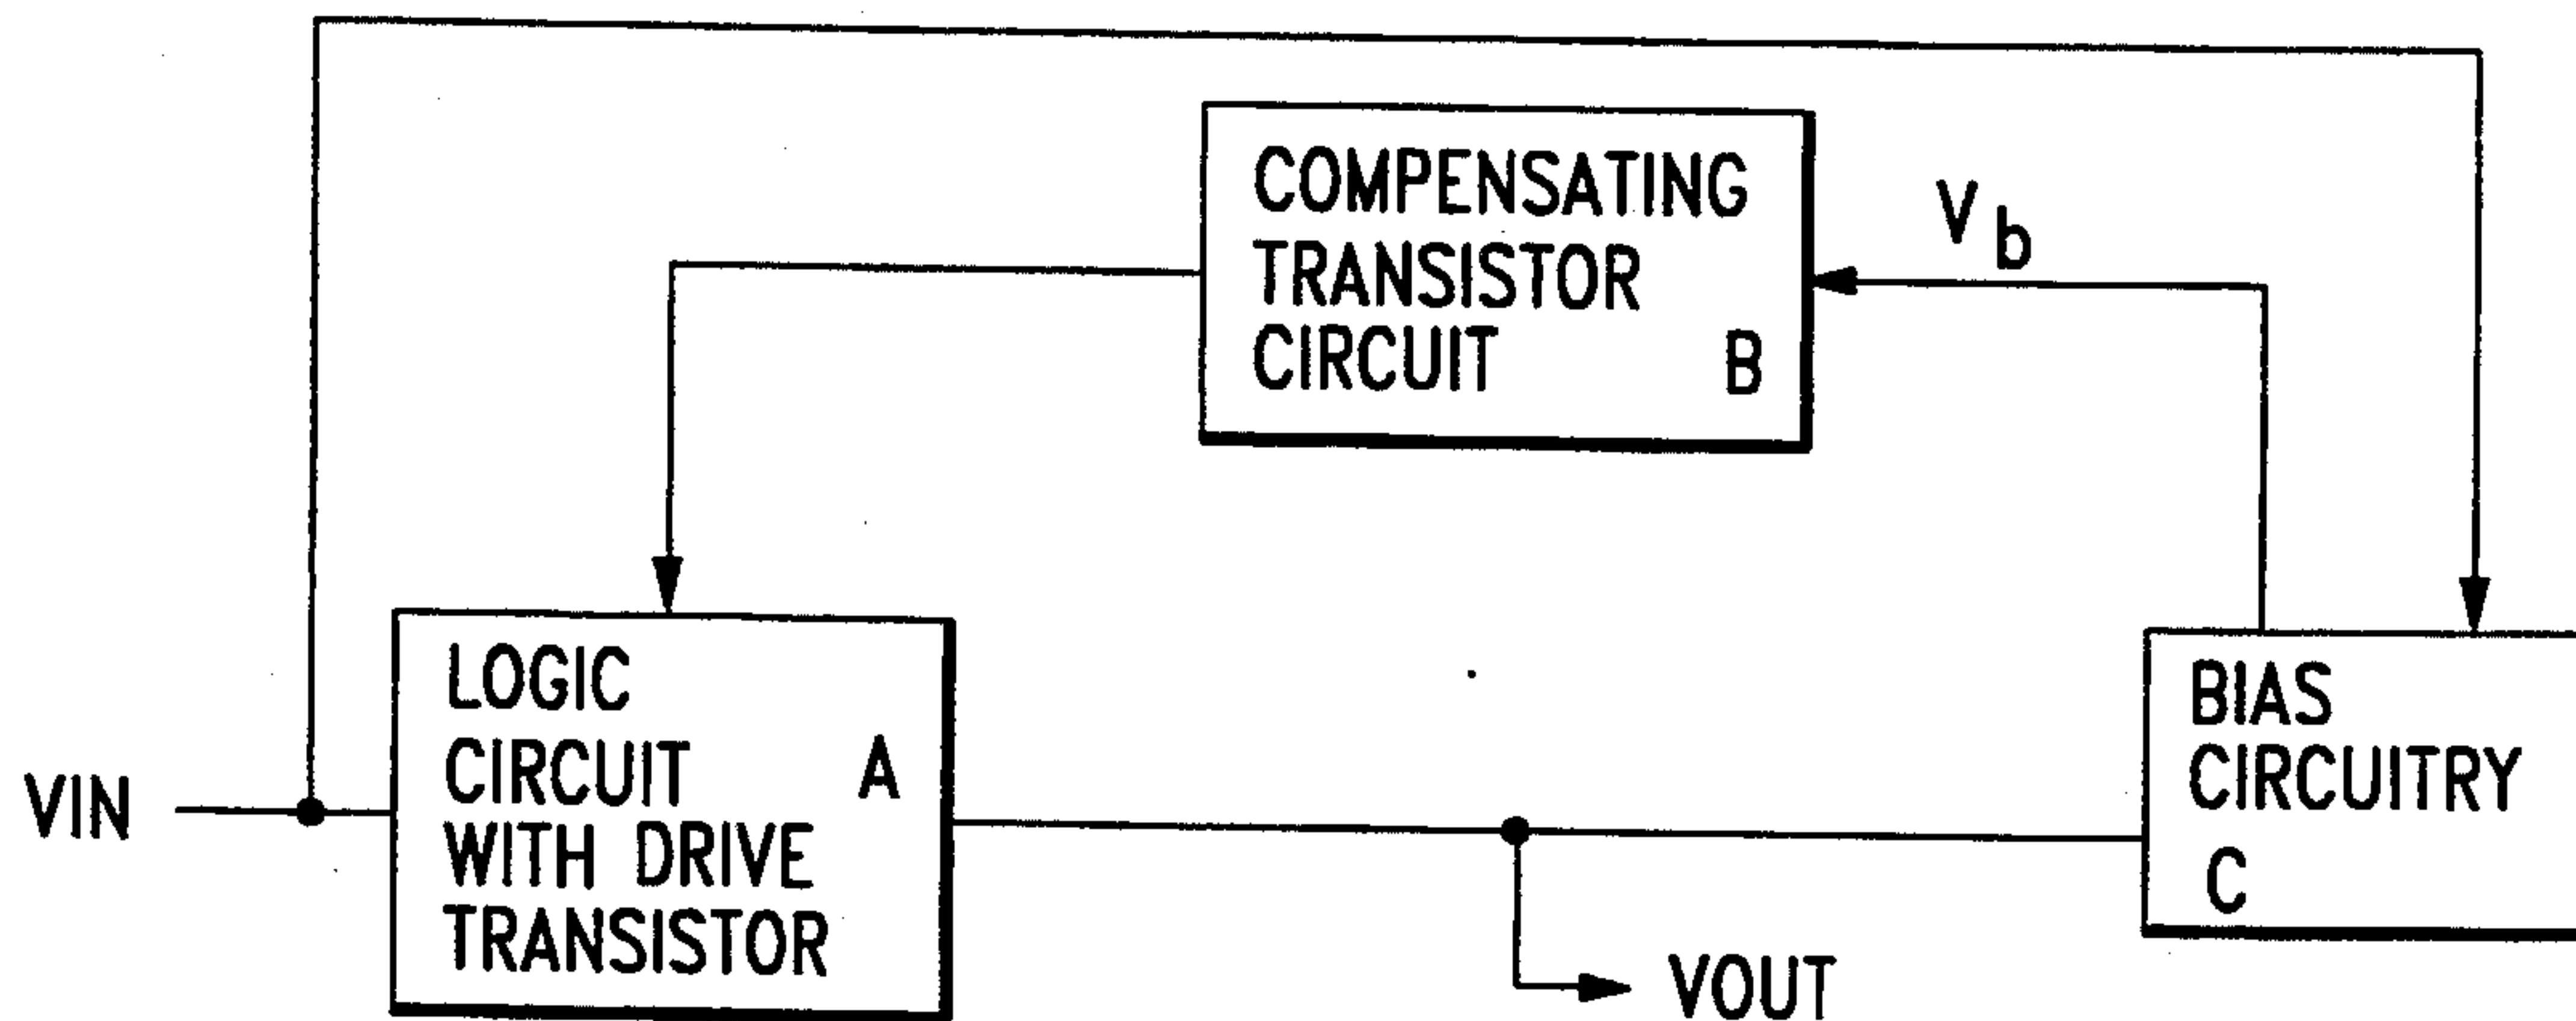 COMPENSATING
TRANSISTOR
CIRCUIT B
V b
LOGIC
CIRCUIT A
WITH DRIVE
TRANSISTOR
VIN
BIAS
CIRCUITRY
C
VOUT